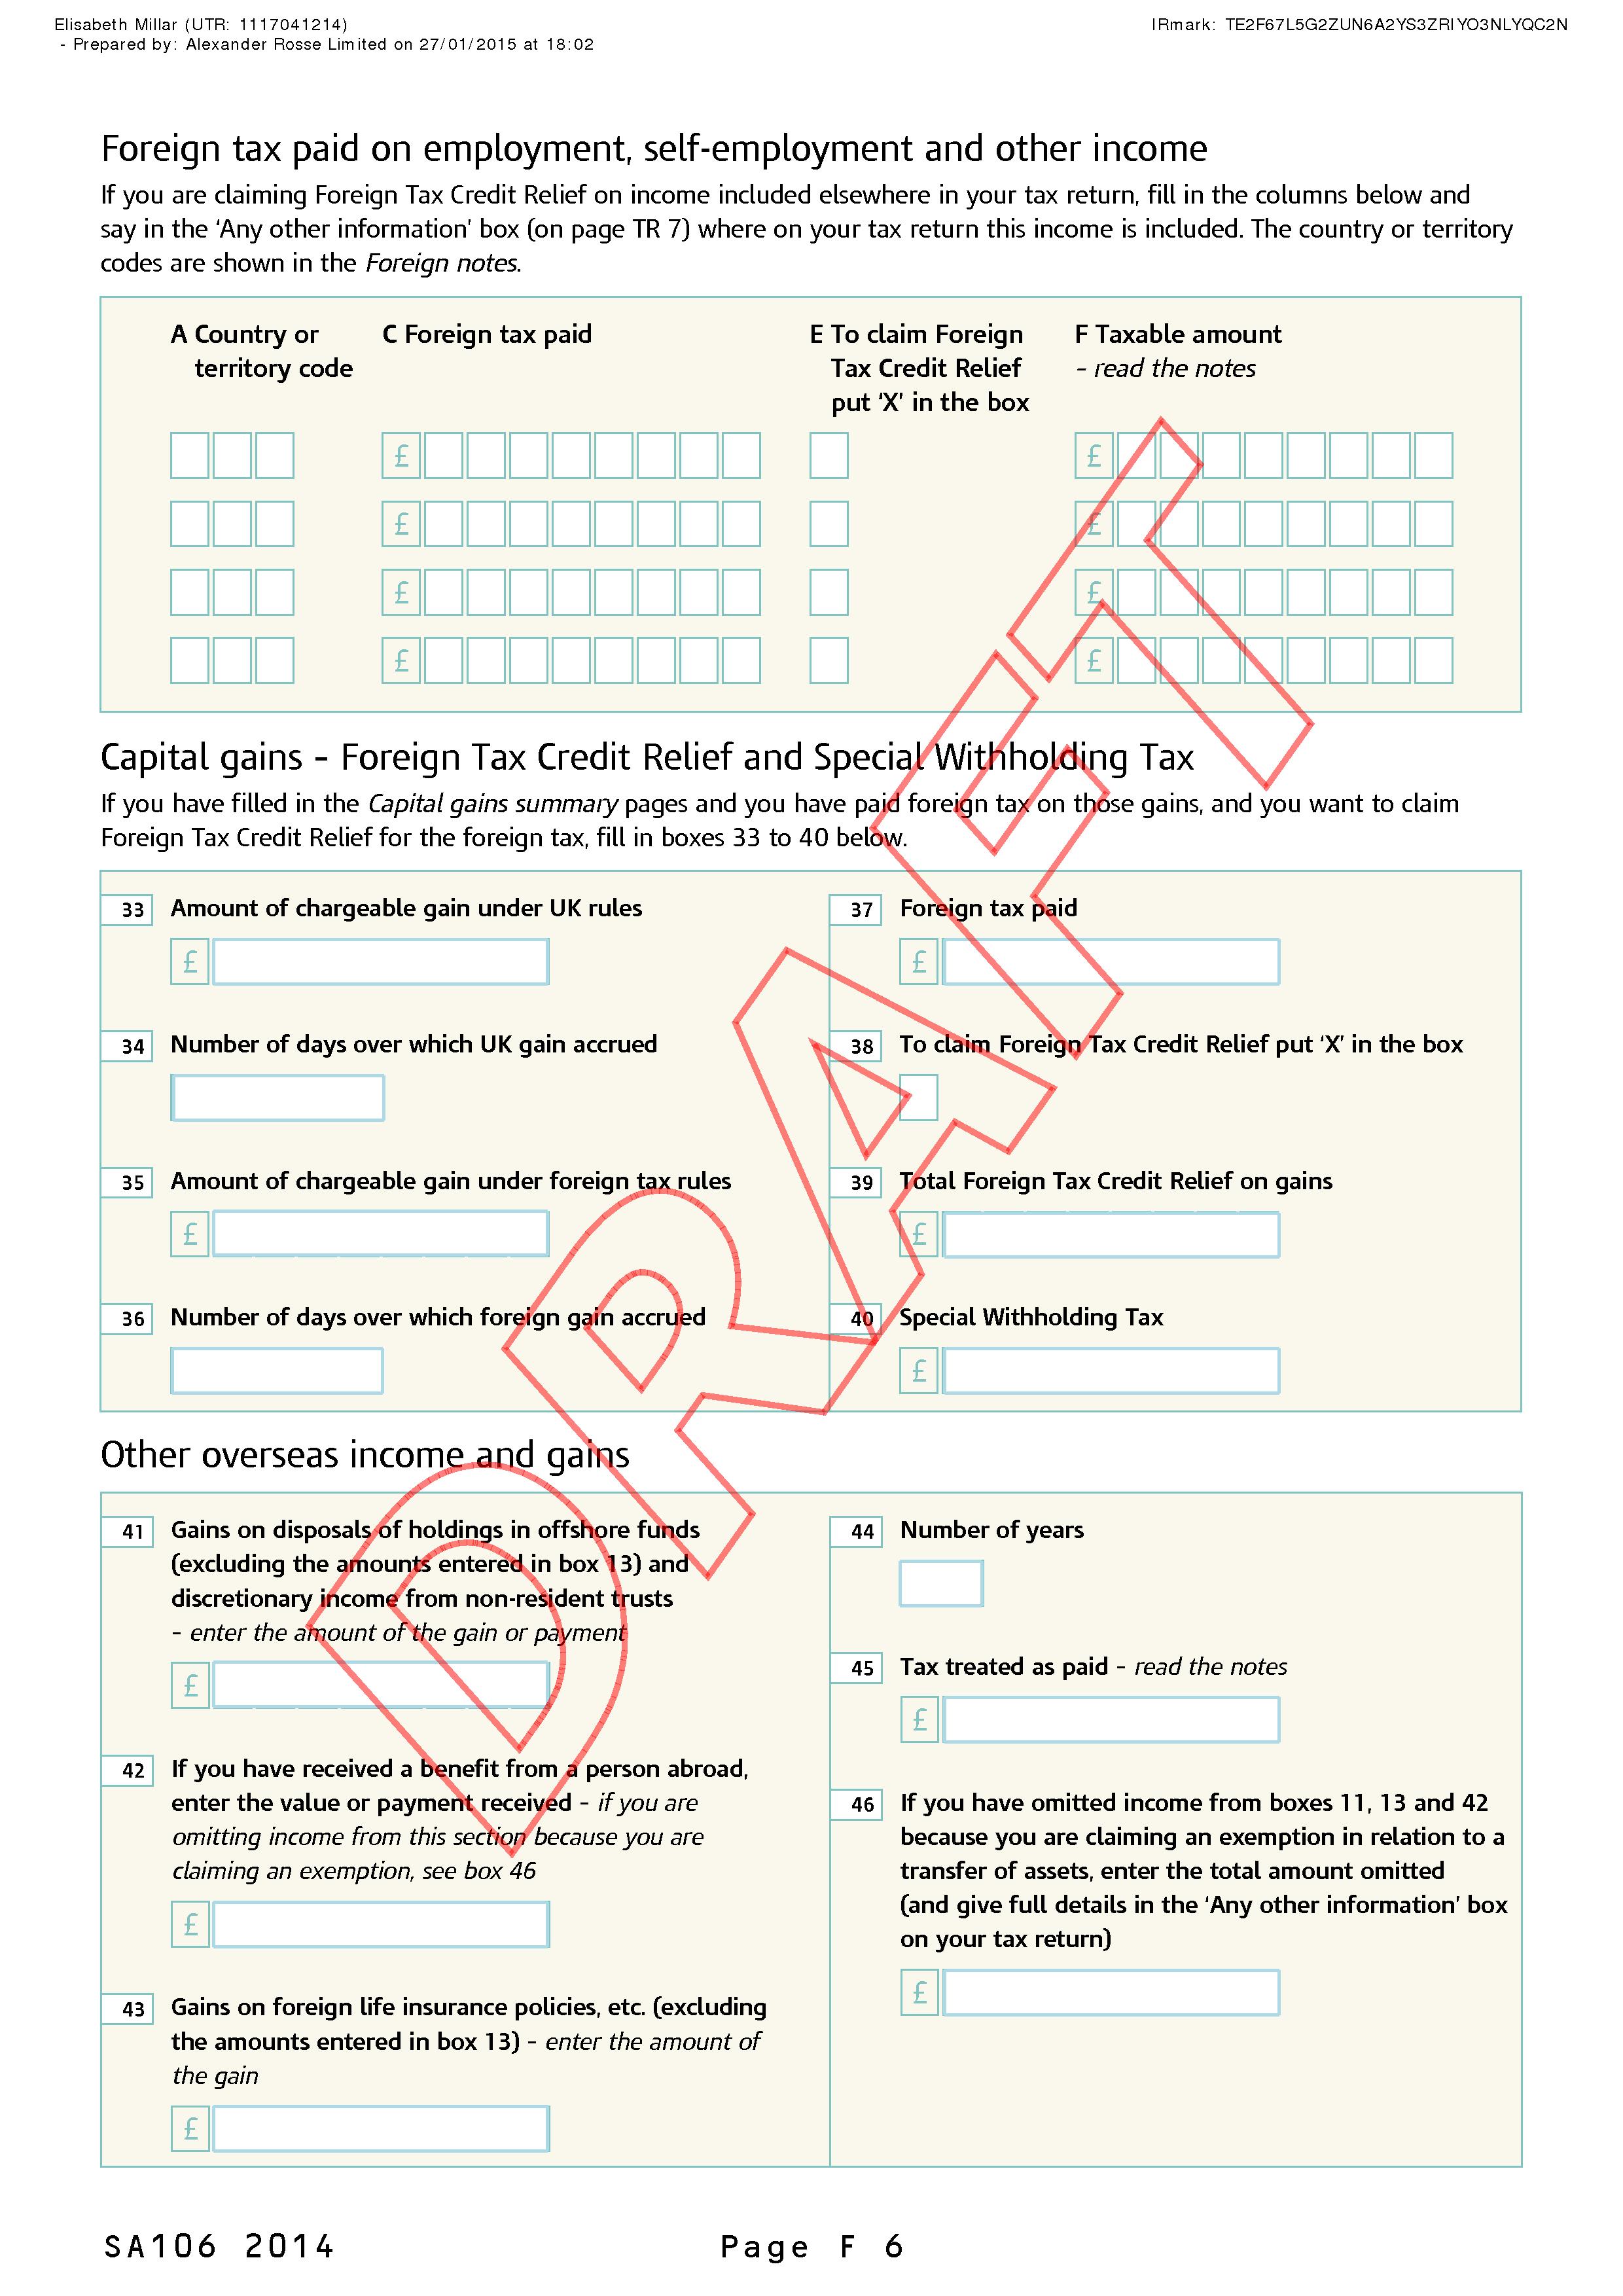 Elisabeth Millar (UTR: 1117041214)
IRmark: TE2F67L5G2ZUN6A2YS3ZRIYO3NLYQC2N
- Prepared by: Alexander Rosse Limited on 27/01/2015 at 18:02
Foreign tax paid on employment, self-employment and other income
If you are claiming Foreign Tax Credit Relief on income included elsewhere in your tax return, fill in the columns below and
say in the ‘Any other information’ box (on page TR 7) where on your tax return this income is included. The country or territory
codes are shown in the Foreign notes.
A Country or
territory code
C Foreign tax paid
E To claim Foreign
Tax Credit Relief
put ‘X’ in the box
F Taxable amount
– read the notes
£ £
£ £
£ £
£ £
Capital gains – Foreign Tax Credit Relief and Special Withholding Tax
If you have filled in the Capital gains summary pages and you have paid foreign tax on those gains, and you want to claim
Foreign Tax Credit Relief for the foreign tax, fill in boxes 33 to 40 below.
33 Amount of chargeable gain under UK rules
£
34 Number of days over which UK gain accrued
35 Amount of chargeable gain under foreign tax rules
£
36 Number of days over which foreign gain accrued
37 Foreign tax paid
£
38 To claim Foreign Tax Credit Relief put ‘X’ in the box
39 Total Foreign Tax Credit Relief on gains
£
40 Special Withholding Tax
£
Other overseas income and gains
41 Gains on disposals of holdings in offshore funds
(excluding the amounts entered in box 13) and
discretionary income from non-resident trusts
– enter the amount of the gain or payment
£
42 If you have received a benefit from a person abroad,
enter the value or payment received – if you are
omitting income from this section because you are
claiming an exemption, see box 46
£
43 Gains on foreign life insurance policies, etc. (excluding
the amounts entered in box 13) – enter the amount of
the gain
£
44 Number of years
45 Tax treated as paid – read the notes
£
46 If you have omitted income from boxes 11, 13 and 42
because you are claiming an exemption in relation to a
transfer of assets, enter the total amount omitted
(and give full details in the ‘Any other information’ box
on your tax return)
£
DRAFT
SA106 2014
Page F 6